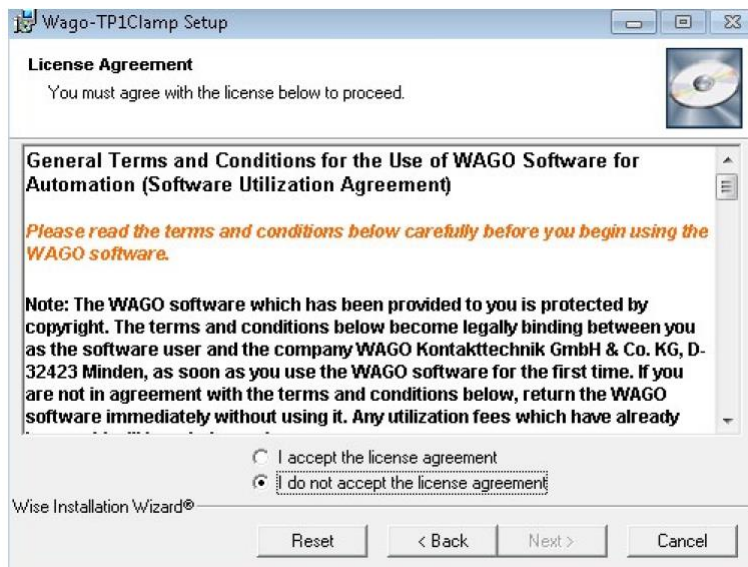 Wago-TP1Clamp Setup
License Agreement
You must agree with the license below to proceed.
General Terms and Conditions for the Use of WAGO Software for
Automation (Software Utilization Agreement)
Please read the terms and conditions below carefully before you begin using the
WAGO software.
Note: The WAGO software which has been provided to you is protected by
copyright. The terms and conditions below become legally binding between you
as the software user and the company WAGO Kontakttechnik GmbH & Co. KG, D-
32423 Minden, as soon as you use the WAGO software for the first time. If you
are not in agreement with the terms and conditions below, return the WAGO
software immediately without using it. Any utilization fees which have already
I accept the license agreement
I do not accept the license agreement
Wise Installation Wizard®
Reset
< Back
Next >
Cancel